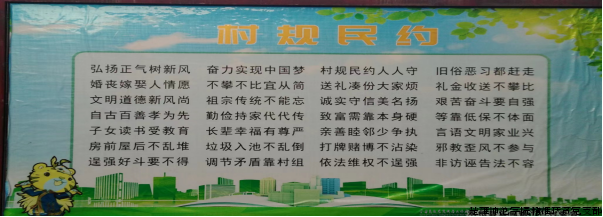 村规民约
弘扬正气树新风 奋力实现中国梦 村规民约人人守 旧俗恶习都赶走
婚丧嫁娶人情愿 不攀不比宜从简 送礼凑份大家烦 礼金收送不攀比
文明道德新风尚 祖宗传统不能忘 诚实守信美名扬 艰苦奋斗要自强
自古百善孝为先 勤俭持家代代传 致富需靠本身硬 等靠低保不体面
子女读书受教育 长辈幸福有尊严 亲善睦邻少争执 言语文明家业兴
房前屋后不乱堆 垃圾入池不乱倒 打牌赌博不沾染 邪教歪风不参与
逞强好斗要不得 调节矛盾靠村组 依法维权不逞强 非访诬告法不容